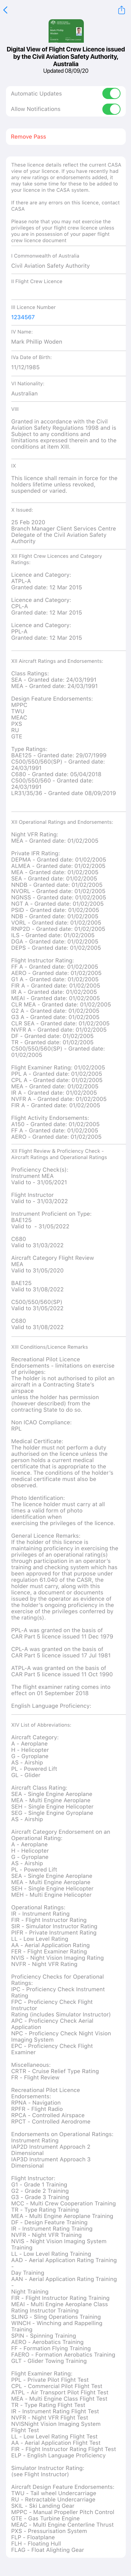 Digital View of Flight Crew Licence issued
by the Civil Aviation Safety Authority,
Australia
Updated 08/09/20
Automatic Updates
Allow Notifications
Remove Pass
These licence details reflect the current CASA
view of your licence. If you have recently had
any new ratings or endorsements added, it
may take some time for these to be added to
your licence in the CASA system.
If there are any errors on this licence, contact
CASA
Please note that you may not exercise the
privileges of your flight crew licence unless
you are in possession of your paper flight
crew licence document
I Commonwealth of Australia
Civil Aviation Safety Authority
II Flight Crew Licence
III Licence Number
1234567
IV Name:
Mark Phillip Woden
IVa Date of Birth:
11/12/1985
VI Nationality:
Australian
VIII
Granted in accordance with the Civil
Aviation Safety Regulations 1998 and is
Subject to any conditions and
limitations expressed therein and to the
conditions at item XIII.
IX
This licence shall remain in force for the
holders lifetime unless revoked,
suspended or varied.
X Issued:
25 Feb 2020
Branch Manager Client Services Centre
Delegate of the Civil Aviation Safety
Authority
XII Flight Crew Licences and Category
Ratings:
Licence and Category:
ATPL-A
Granted date: 12 Mar 2015
Licence and Category:
CPL-A
Granted date: 12 Mar 2015
Licence and Category:
PPL-A
Granted date: 12 Mar 2015
XII Aircraft Ratings and Endorsements:
Class Ratings:
SEA - Granted date: 24/03/1991
MEA - Granted date: 24/03/1991
Design Feature Endorsements:
MPPC
TWU
MEAC
PXS
RU
GTE
Type Ratings:
BAE125 - Granted date: 29/07/1999
C500/550/560(SP) - Granted date:
24/03/1991
C680 - Granted date: 05/04/2010
C500/550/560 - Granted date:
24/03/1991
LR31/35/36 - Granted date 08/09/2019
XII Operational Ratings and Endorsements:
Night VFR Rating:
MEA - Granted date: 01/02/2005
Private IFR Rating:
DEPMA - Granted date: 01/02/2005
ALMEA - Granted date: 01/02/2005
MEA - Granted date: 01/02/2005
SEA - Granted date: 01/02/2005
NNDB - Granted date: 01/02/2005
NVORL - Granted date: 01/02/2005
NGNSS - Granted date: 01/02/2005
NGT A - Granted date: 01/02/2005
PSID - Granted date: 01/02/2005
NDB - Granted date: 01/02/2005
VORL - Granted date: 01/02/2005
RNP2D - Granted date: 01/02/2005
ILS - Granted date: 01/02/2005
DGA - Granted date: 01/02/2005
DEPS - Granted date: 01/02/2005
Flight Instructor Rating:
FF A - Granted date: 01/02/2005
AERO - Granted date: 01/02/2005
G1 A - Granted date: 01/02/2005
FIR A - Granted date: 01/02/2005
IR A - Granted date: 01/02/2005
MEAI - Granted date: 01/02/2005
CLR MEA - Granted date: 01/02/2005
G2 A - Granted date: 01/02/2005
G3 A - Granted date: 01/02/2005
CLR SEA - Granted date: 01/02/2005
NVFR A - Granted date: 01/02/2005
DF - Granted date: 01/02/2005
TR - Granted date: 01/02/2005
C500/550/560(SP) - Granted date:
01/02/2005
Flight Examiner Rating: 01/02/2005
PPL A - Granted date: 01/02/2005
CPL A - Granted date: 01/02/2005
MEA - Granted date: 01/02/2005
IR A - Granted date: 01/02/2005
NVFR A - Granted date: 01/02/2005
FIR A - Granted date: 01/02/2005
Flight Activity Endorsements:
A150 - Granted date: 01/02/2005
FF A - Granted date: 01/02/2005
AERO - Granted date: 01/02/2005
XII Flight Review & Proficiency Check -
Aircraft Ratings and Operational Ratings
Proficiency Check(s):
Instrument MEA
Valid to - 31/05/2021
Flight Instructor
Valid to - 31/03/2022
Instrument Proficient on Type:
BAE125
Valid to - 31/05/2022
C680
Valid to 31/03/2022
Aircraft Category Flight Review
MEA
Valid to 31/05/2020
BAE125
Valid to 31/08/2022
C500/550/560(SP)
Valid to 31/05/2022
C680
Valid to 31/08/2022
XIII Conditions/Licence Remarks
Recreational Pilot Licence
Endorsements - limitations on exercise
of privileges:
The holder is not authorised to pilot an
aircraft in a Contracting State's
airspace
unless the holder has permission
(however described) from the
contracting State to do so.
Non ICAO Compliance:
RPL
Medical Certificate:
The holder must not perform a duty
authorised on the licence unless the
person holds a current medical
certificate that is appropriate to the
licence. The conditions of the holder's
medical certificate must also be
observed.
Photo Identification:
The licence holder must carry at all
times a valid form of photo
identification when
exercising the privileges of the licence.
General Licence Remarks:
If the holder of this licence is
maintaining proficiency in exercising the
privileges of an operational rating(s)
through participation in an operator's
training and checking system which has
been approved for that purpose under
regulation 61.040 of the CASR, the
holder must carry, along with this
licence, a document or documents
issued by the operator as evidence of
the holder's ongoing proficiency in the
exercise of the privileges conferred by
the rating(s).
PPL-A was granted on the basis of
CAR Part 5 licence issued 11 Dec 1979
CPL-A was granted on the basis of
CAR Part 5 licence issued 17 Jul 1981
ATPL-A was granted on the basis of
CAR Part 5 licence issued 11 Oct 1990
The flight examiner rating comes into
effect on 01 September 2018
English Language Proficiency:
XIV List of Abbreviations:
Aircraft Category:
A - Aeroplane
H - Helicopter
G - Gyroplane
AS - Airship
PL - Powered Lift
GL - Glider
Aircraft Class Rating:
SEA - Single Engine Aeroplane
MEA - Multi Engine Aeroplane
SEH - Single Engine Helicopter
SEG - Single Engine Gyroplane
AS - Airship
Aircraft Category Endorsement on an
Operational Rating:
A - Aeroplane
H - Helicopter
G - Gyroplane
AS - Airship
PL - Powered Lift
SEA - Single Engine Aeroplane
MEA - Multi Engine Aeroplane
SEH - Single Engine Helicopter
MEH - Multi Engine Helicopter
Operational Ratings:
IR - Instrument Rating
FIR - Flight Instructor Rating
SIR - Simulator Instructor Rating
PIFR - Private Instrument Rating
LL - Low Level Rating
AA - Aerial Application Rating
FER - Flight Examiner Rating
NVIS - Night Vision Imaging Rating
NVFR - Night VFR Rating
Proficiency Checks for Operational
Ratings:
IPC - Proficiency Check Instrument
Rating
FPC - Proficiency Check Flight
Instructor
Rating (includes Simulator Instructor)
APC - Proficiency Check Aerial
Application
NPC - Proficiency Check Night Vision
Imaging System
EPC - Proficiency Check Flight
Examiner
Miscellaneous:
CRTR - Cruise Relief Type Rating
FR - Flight Review
Recreational Pilot Licence
Endorsements:
RPNA - Navigation
RPFR - Flight Radio
RPCA - Controlled Airspace
RPCT - Controlled Aerodrome
Endorsements on Operational Ratings:
Instrument Rating
IAP2D Instrument Approach 2
Dimensional
IAP3D Instrument Approach 3
Dimensional
Flight Instructor:
G1 - Grade 1 Training
G2 - Grade 2 Training
G3 - Grade 3 Training
MCC - Multi Crew Cooperation Training
TR - Type Rating Training
MEA - Multi Engine Aeroplane Training
DF - Design Feature Training
IR - Instrument Rating Training
NVFR - Night VFR Training
NVIS - Night Vision Imaging System
Training
LL - Low Level Rating Training
AAD - Aerial Application Rating Training
-
Day Training
AAN - Aerial Application Rating Training
-
Night Training
FIR - Flight Instructor Rating Training
MEAI - Multi Engine Aeroplane Class
Rating Instructor Training
SLING - Sling Operations Training
WINCH - Winching and Rappelling
Training
SPIN - Spinning Training
AERO - Aerobatics Training
FF - Formation Flying Training
FAERO - Formation Aerobatics Training
GLT - Glider Towing Training
Flight Examiner Rating:
PPL - Private Pilot Flight Test
CPL - Commercial Pilot Flight Test
ATPL - Air Transport Pilot Flight Test
MEA - Multi Engine Class Flight Test
TR - Type Rating Flight Test
IR - Instrument Rating Flight Test
NVFR - Night VFR Flight Test
NVISNight Vision Imaging System
Flight Test
LL - Low Level Rating Flight Test
AA - Aerial Application Flight Test
FIR - Flight Instructor Rating Flight Test
ELP - English Language Proficiency
Simulator Instructor Rating:
(see Flight Instructor)
Aircraft Design Feature Endorsements:
TWU - Tail wheel Undercarriage
RU - Retractable Undercarriage
SKIL - Ski Landing Gear
MPPC - Manual Propeller Pitch Control
GTE - Gas Turbine Engine
MEAC - Multi Engine Centerline Thrust
PXS - Pressurisation System
FLP - Floatplane
FLH - Floating Hull
FLAG - Float Alighting Gear